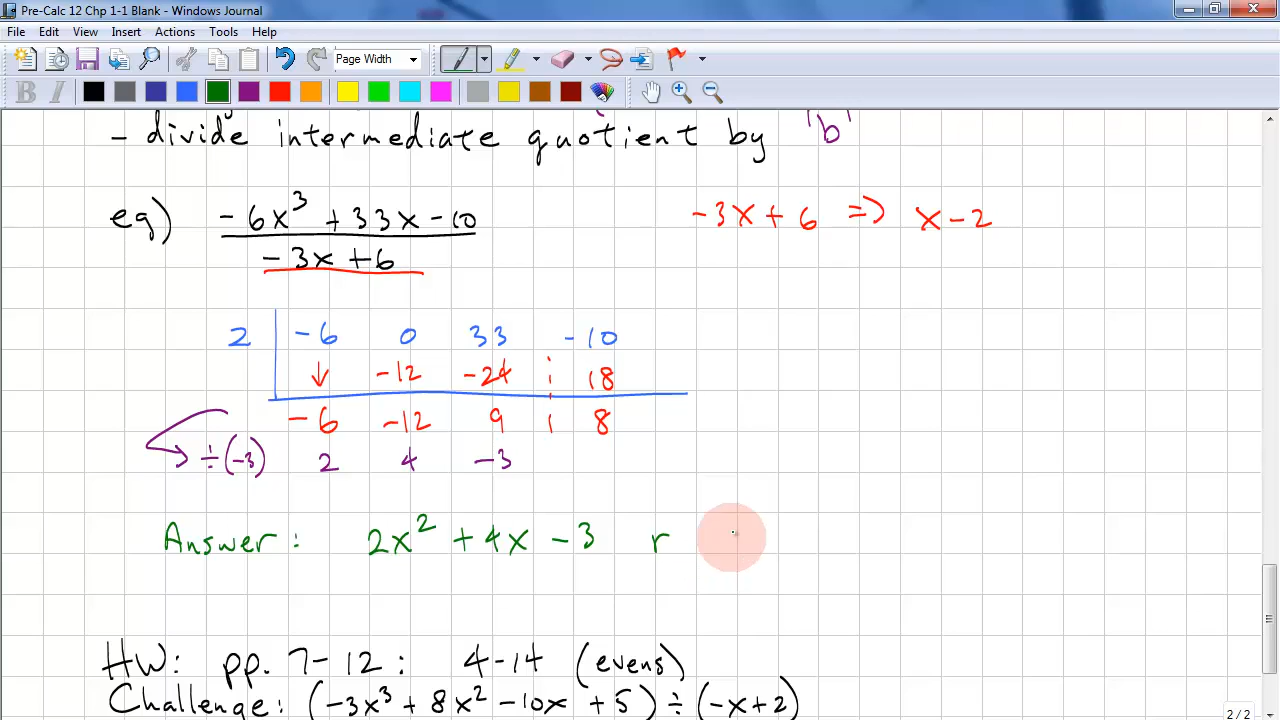 Pre-Calc 12 Chp 1-1 Blank - Windows Journal
File Edit View Insert Actions Tools Help
Page Width
B I
- divide intermediate quotient by 'b'
eg) -6x³ + 33x - 10
-3x + 6
-3x + 6 => x - 2
2 | -6 0 33 -10
↓ -12 -24 18
-6 -12 9 8
÷(-3) 2 4 -3
Answer: 2x² + 4x - 3 r
HW: pp. 7-12: 4-14 (evens)
Challenge: (-3x³ + 8x² - 10x + 5) ÷ (-x + 2)
2/2